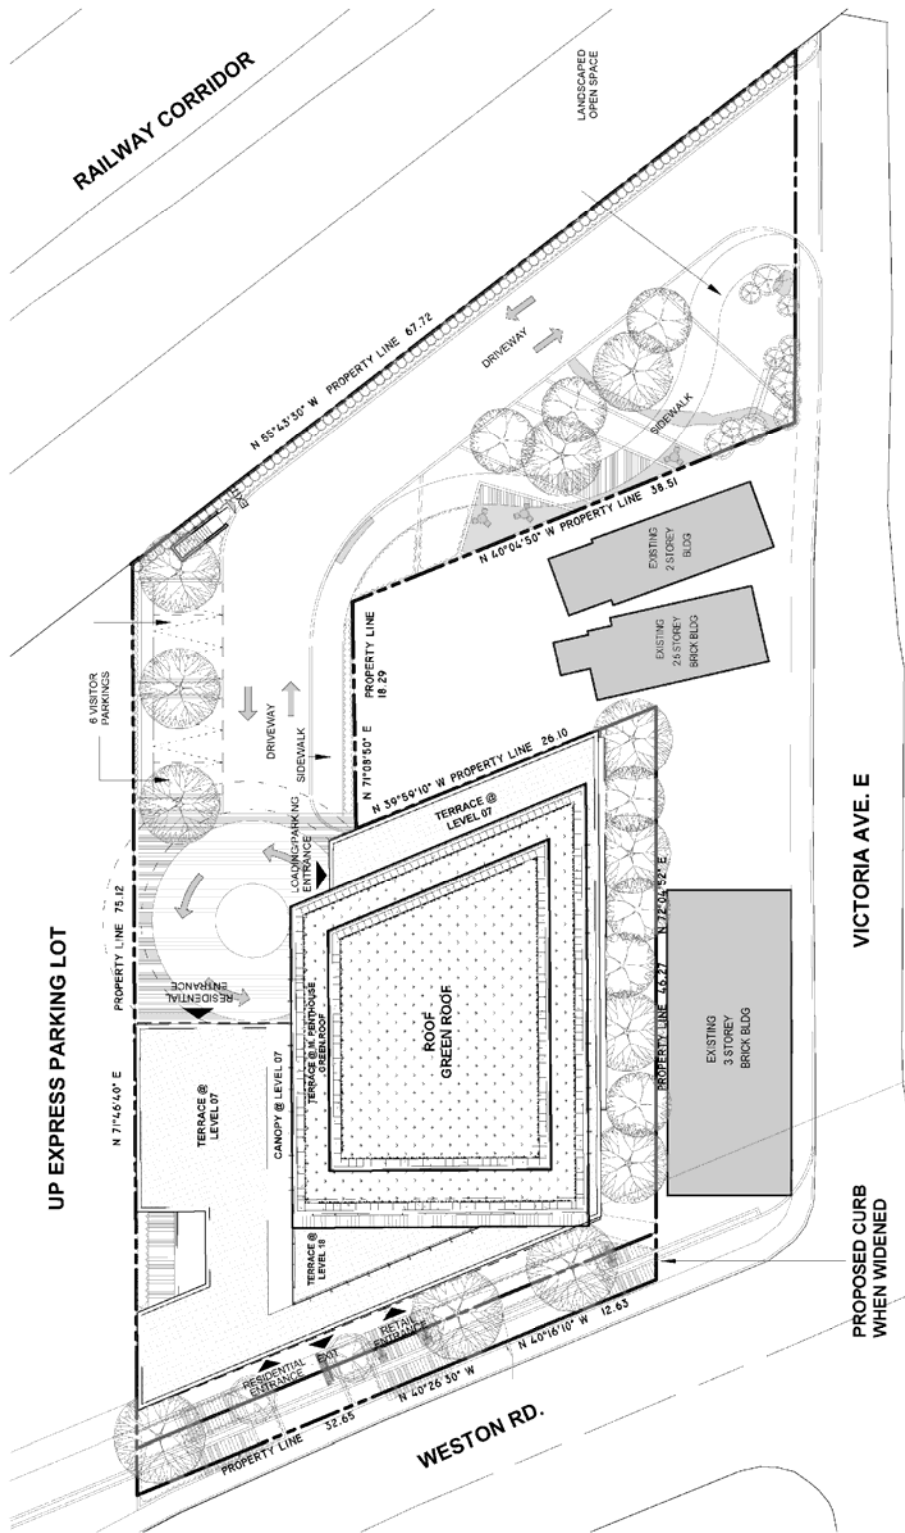 RAILWAY CORRIDOR
LANDSCAPED
OPEN SPACE
N 65°43'30" W PROPERTY LINE 67.72
DRIVEWAY
SIDEWALK
EXIT
N 40°04'50" W PROPERTY LINE 38.51
EXISTING
2 STOREY
BLDG
EXISTING
2.5 STOREY
BRICK BLDG
6 VISITOR
PARKINGS
DRIVEWAY
SIDEWALK
PROPERTY LINE
18.29
N 71°08'50" E
N 39°59'10" W PROPERTY LINE 26.10
TERRACE @
LEVEL 07
LOADING/PARKING
ENTRANCE
UP EXPRESS PARKING LOT
N 71°46'40" E PROPERTY LINE 75.12
RESIDENTIAL
ENTRANCE
TERRACE @
LEVEL 07
CANOPY @ LEVEL 07
TERRACE @ M. PENTHOUSE
GREEN ROOF
ROOF
GREEN ROOF
PROPERTY LINE 46.27 N 72°04'52" E
EXISTING
3 STOREY
BRICK BLDG
VICTORIA AVE. E
TERRACE @
LEVEL 18
RESIDENTIAL
ENTRANCE
EXIT
RETAIL
ENTRANCE
PROPERTY LINE 32.65 N 40°26'30" W
N 40°16'10" W 12.63
WESTON RD.
PROPOSED CURB
WHEN WIDENED